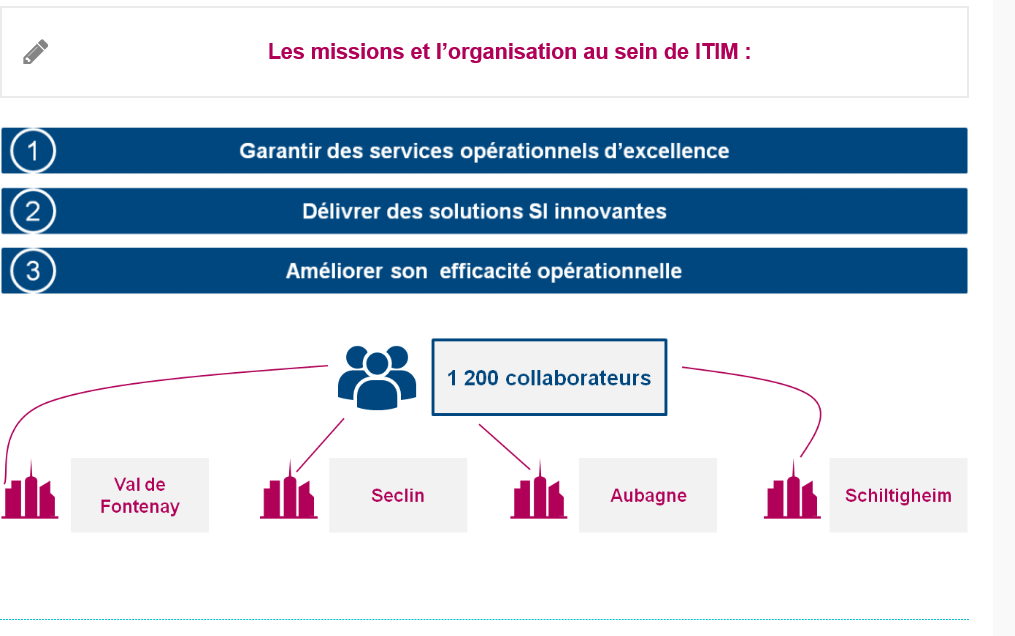 Les missions et l’organisation au sein de ITIM :
1
Garantir des services opérationnels d’excellence
2
Délivrer des solutions SI innovantes
3
Améliorer son  efficacité opérationnelle
1 200 collaborateurs
Val de
Fontenay
Seclin
Aubagne
Schiltigheim